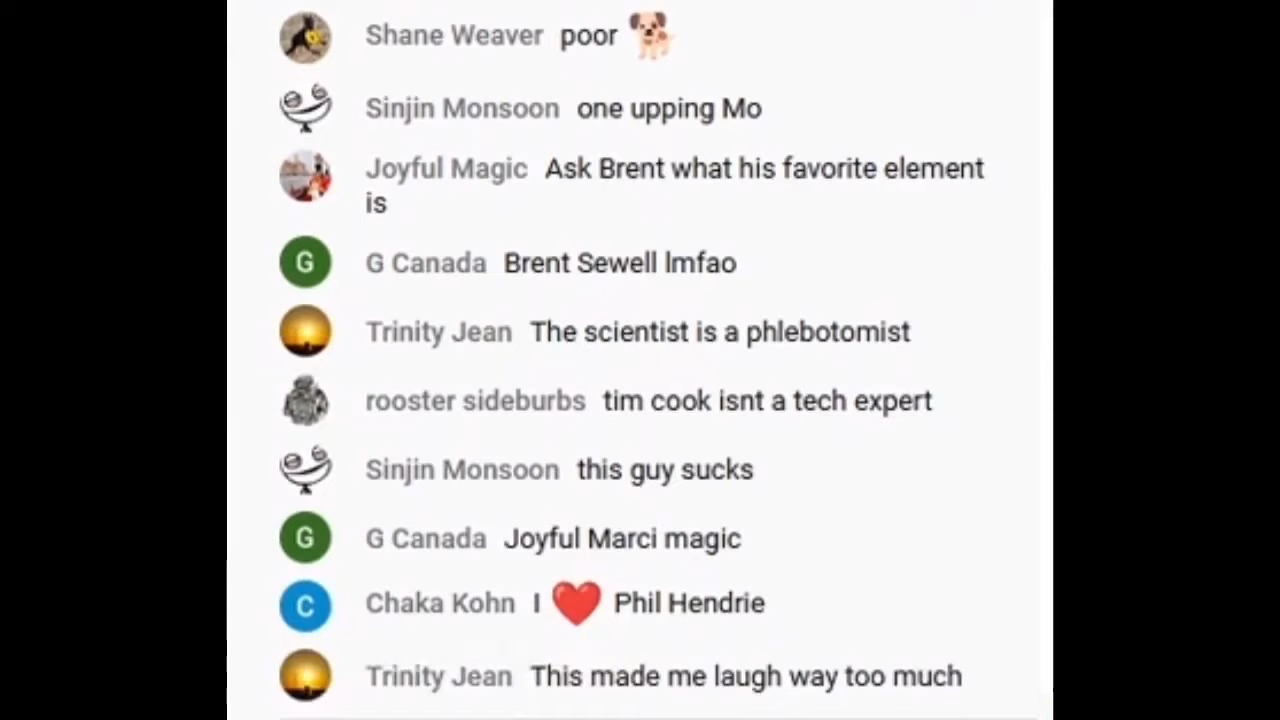 Shane Weaver poor 🐕
Sinjin Monsoon one upping Mo
Joyful Magic Ask Brent what his favorite element
is
G G Canada Brent Sewell lmfao
Trinity Jean The scientist is a phlebotomist
rooster sideburbs tim cook isnt a tech expert
Sinjin Monsoon this guy sucks
G G Canada Joyful Marci magic
C Chaka Kohn I ❤️ Phil Hendrie
Trinity Jean This made me laugh way too much